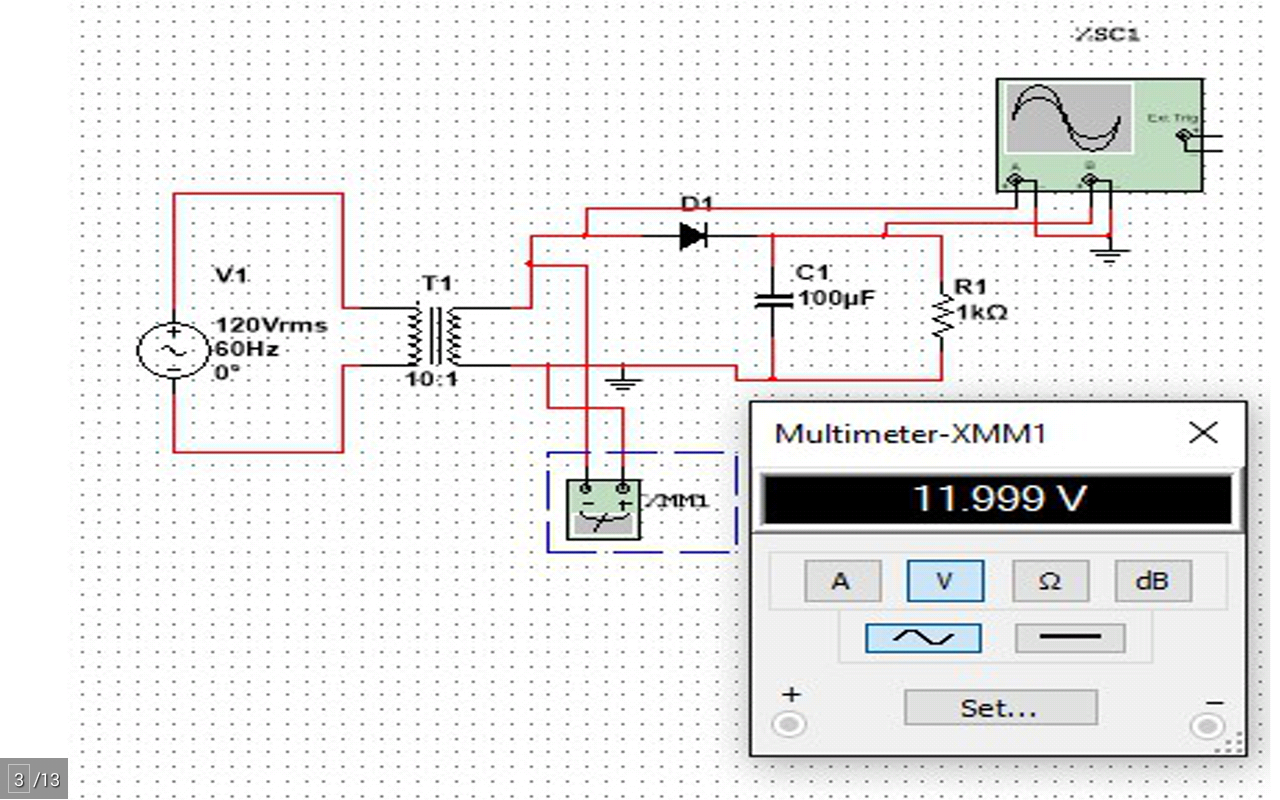 XSC1
Ext Trig
+
-
A
B
+ - + -
D1
V1
120Vrms
60Hz
0°
T1
10:1
C1
100µF
R1
1kΩ
XMM1
Multimeter-XMM1
11.999 V
A V Ω dB
+ Set... -
3 /13